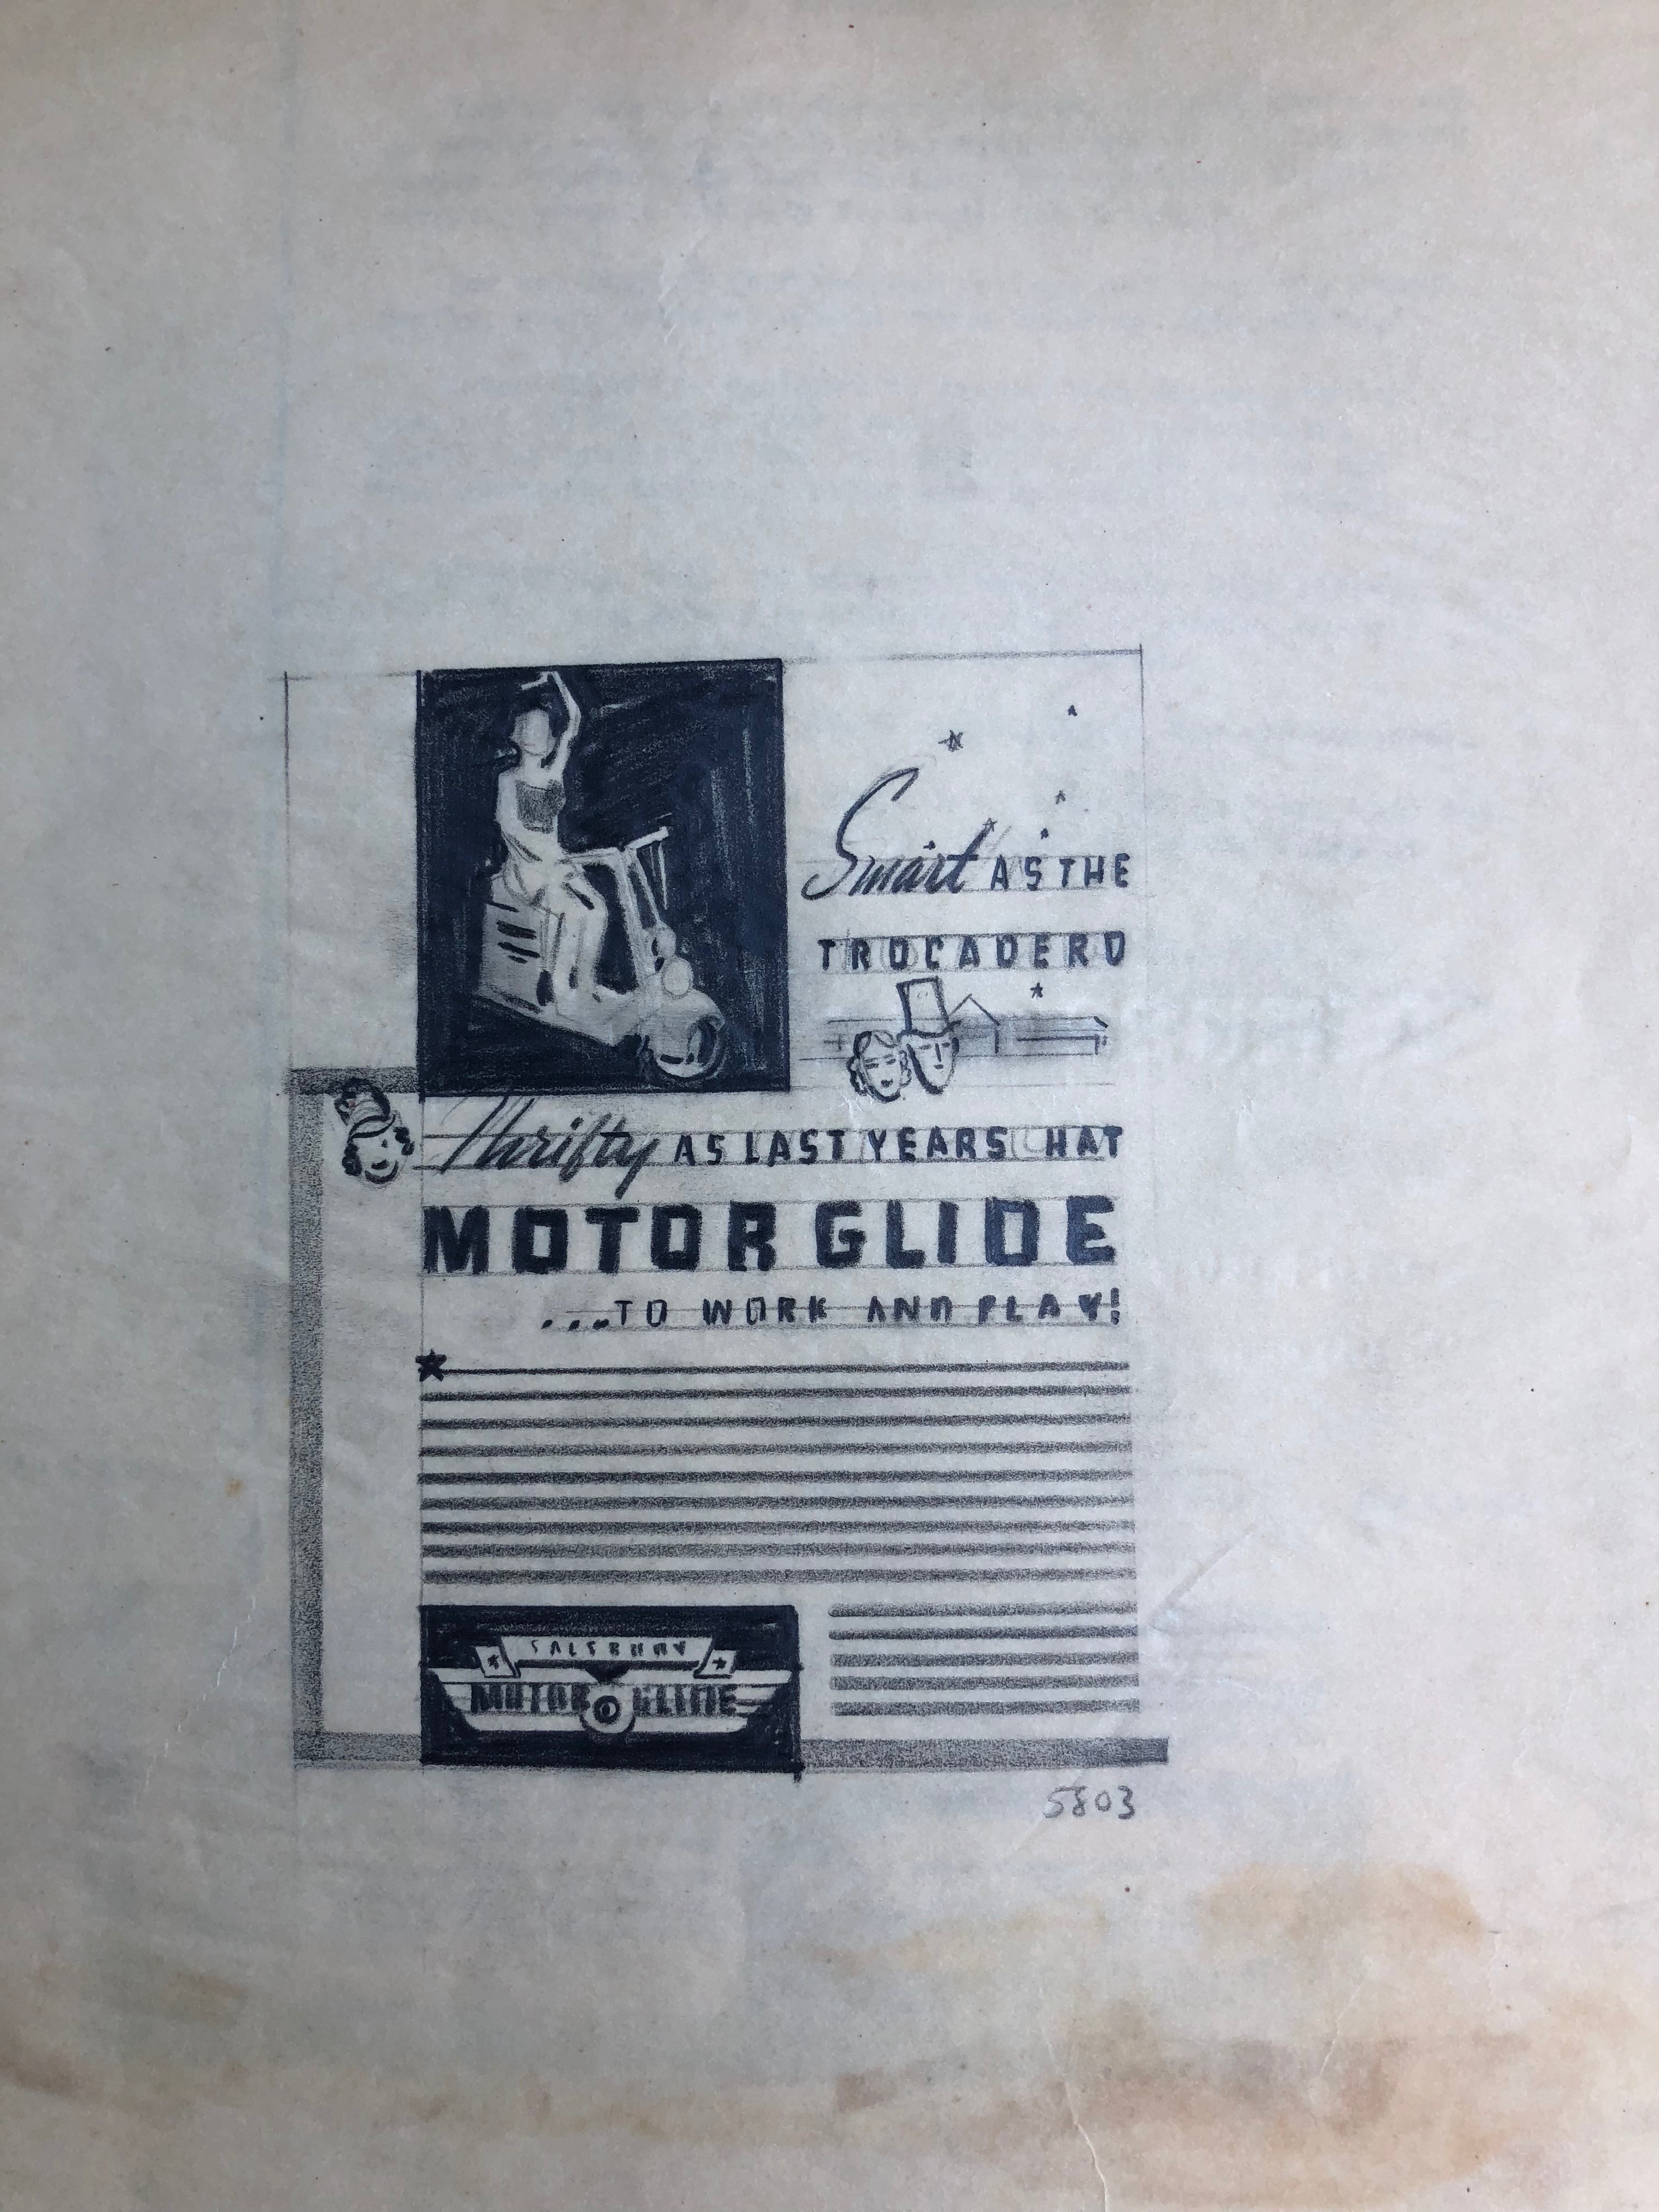 Smart AS THE
TROCADERO
Thrifty AS LAST YEARS HAT
MOTOR GLIDE
....TO WORK AND PLAY!
SALSBURY
MOTOR GLIDE
5803